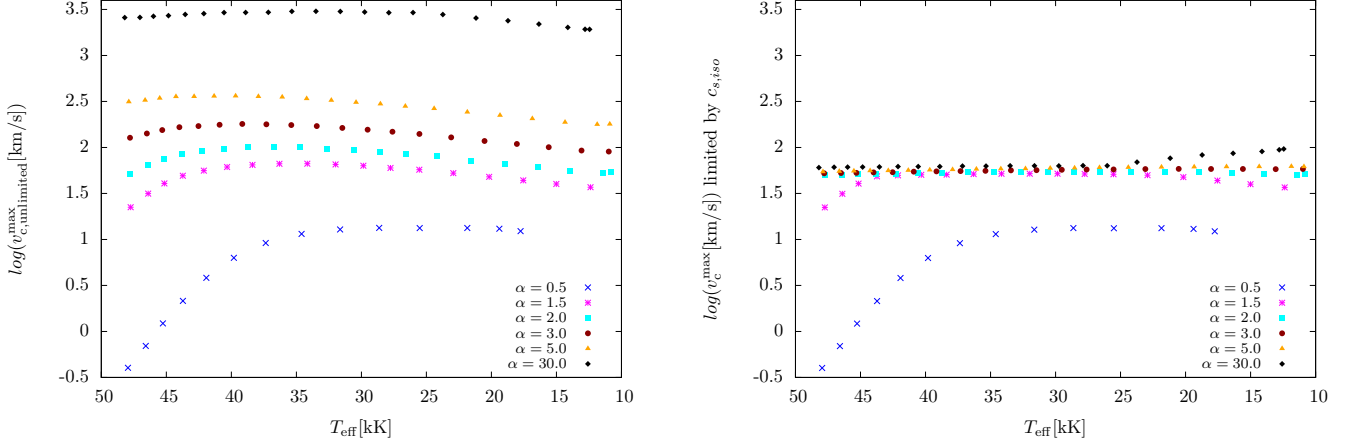 3.5
3
2.5
2
1.5
1
0.5
0
-0.5
50 45 40 35 30 25 20 15 10
log(v_c,unlimited^max[km/s])
T_eff[kK]
α = 0.5
α = 1.5
α = 2.0
α = 3.0
α = 5.0
α = 30.0
3.5
3
2.5
2
1.5
1
0.5
0
-0.5
50 45 40 35 30 25 20 15 10
log(v_c^max[km/s]) limited by c_s,iso
T_eff[kK]
α = 0.5
α = 1.5
α = 2.0
α = 3.0
α = 5.0
α = 30.0